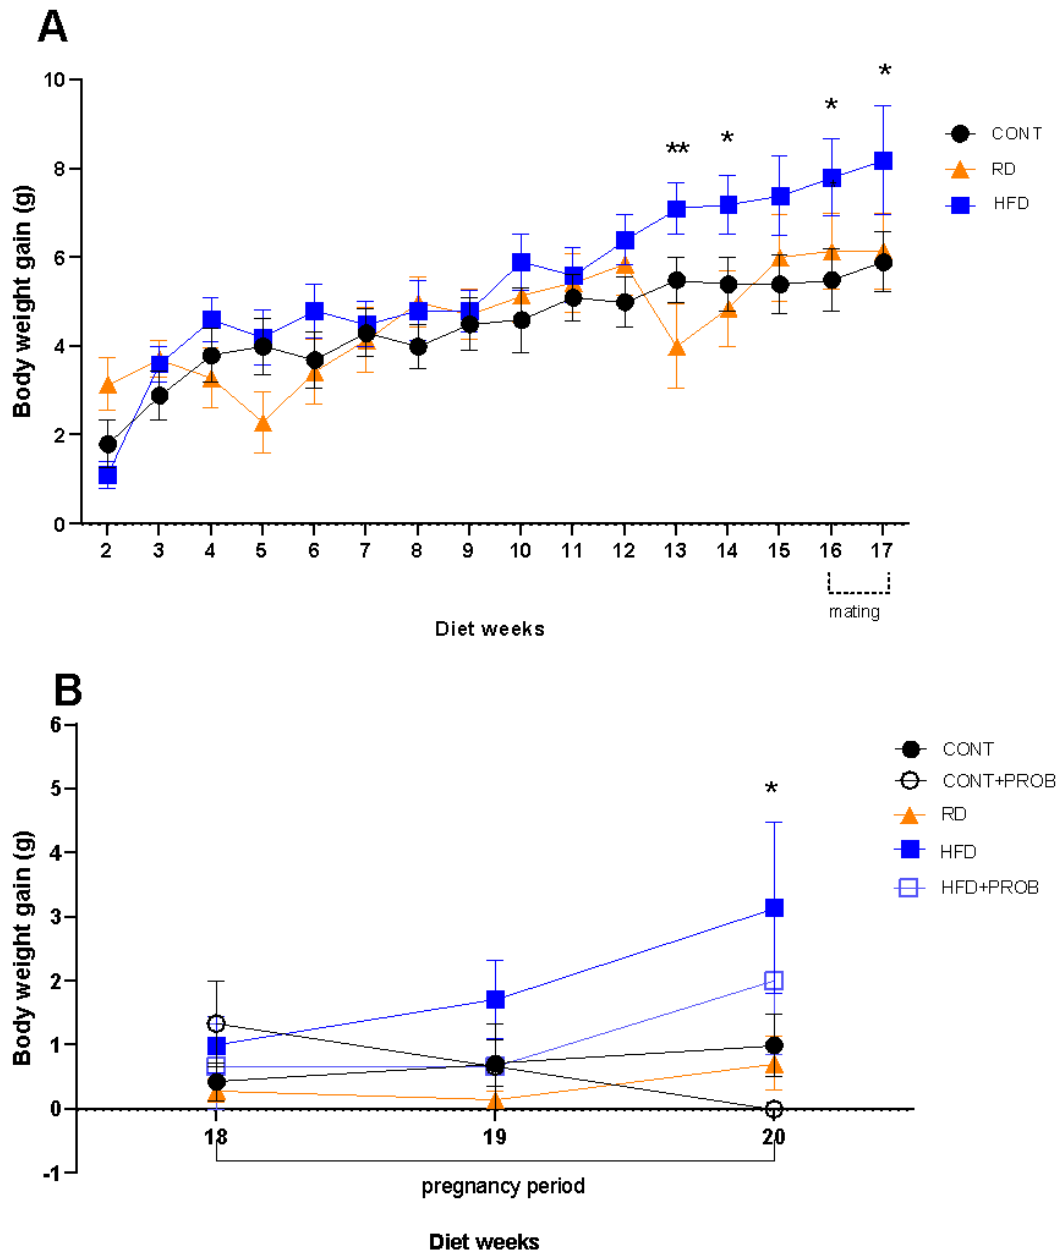 A
10
8
6
4
2
0
Body weight gain (g)
** * * *
CONT
RD
HFD
2 3 4 5 6 7 8 9 10 11 12 13 14 15 16 17
mating
Diet weeks
B
6
5
4
3
2
1
0
-1
Body weight gain (g)
*
CONT
CONT+PROB
RD
HFD
HFD+PROB
18 19 20
pregnancy period
Diet weeks